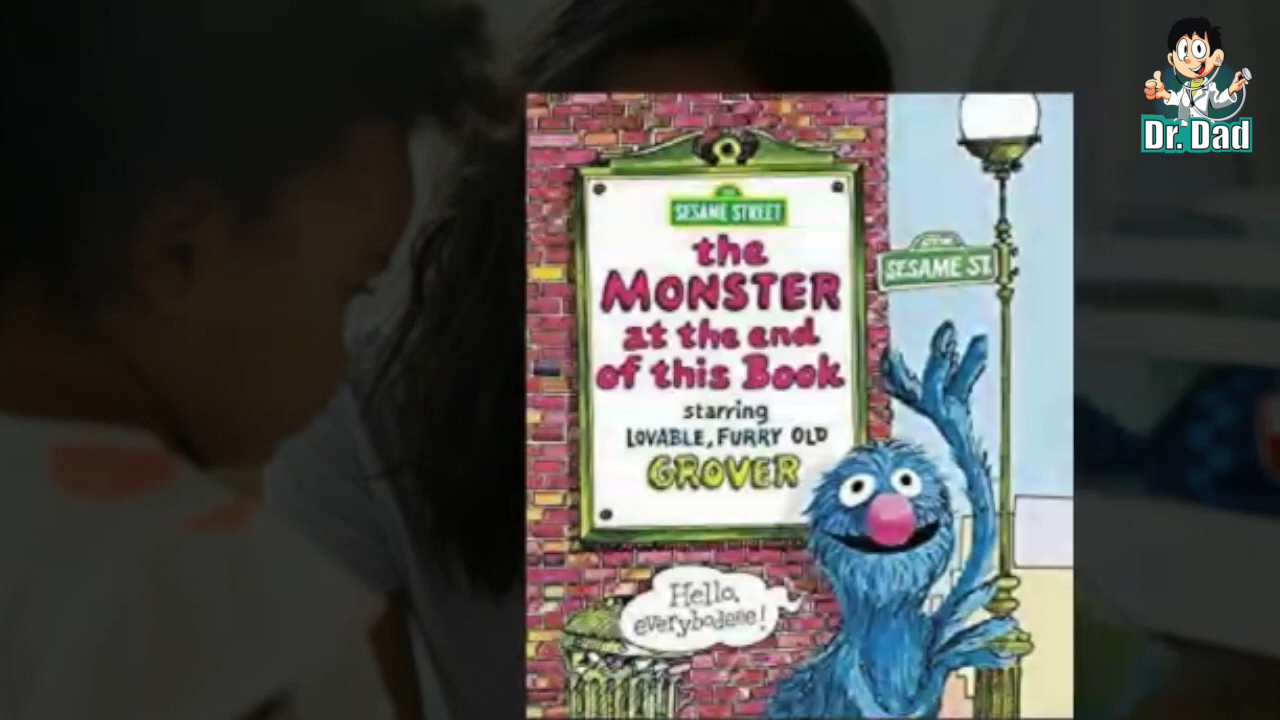 Dr. Dad
SESAME STREET
the
MONSTER
at the end
of this Book
starring
LOVABLE, FURRY OLD
GROVER
SESAME ST.
Hello,
everybodeee!